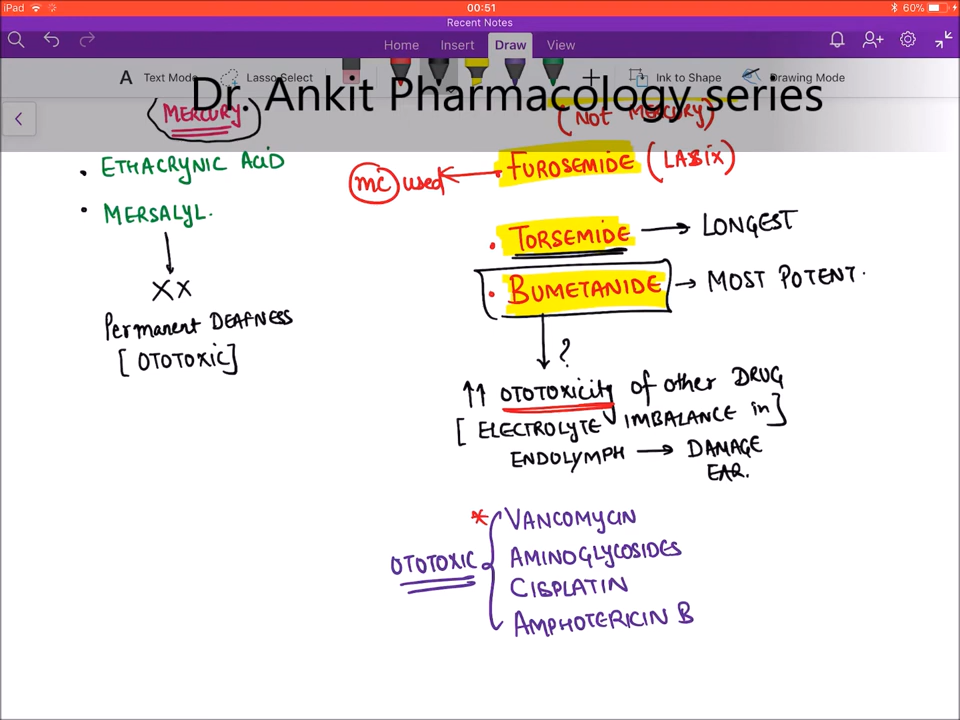 iPad 00:51 60%
Recent Notes
Home Insert Draw View
A Text Mode Lasso Select Ink to Shape Drawing Mode
Dr. Ankit Pharmacology series
MERCURY
(NOT MERCURY)
• ETHACRYNIC ACID
• MERSALYL.
XX
Permanent DEAFNESS
[OTOTOXIC]
mc used ← • FUROSEMIDE (LASIX)
• TORSEMIDE → LONGEST
• BUMETANIDE → MOST POTENT.
?
↑↑ OTOTOXICITY of other DRUG
[ELECTROLYTE IMBALANCE in]
ENDOLYMPH → DAMAGE
EAR.
* VANCOMYCIN
OTOTOXIC
AMINOGLYCOSIDES
CISPLATIN
AMPHOTERICIN B